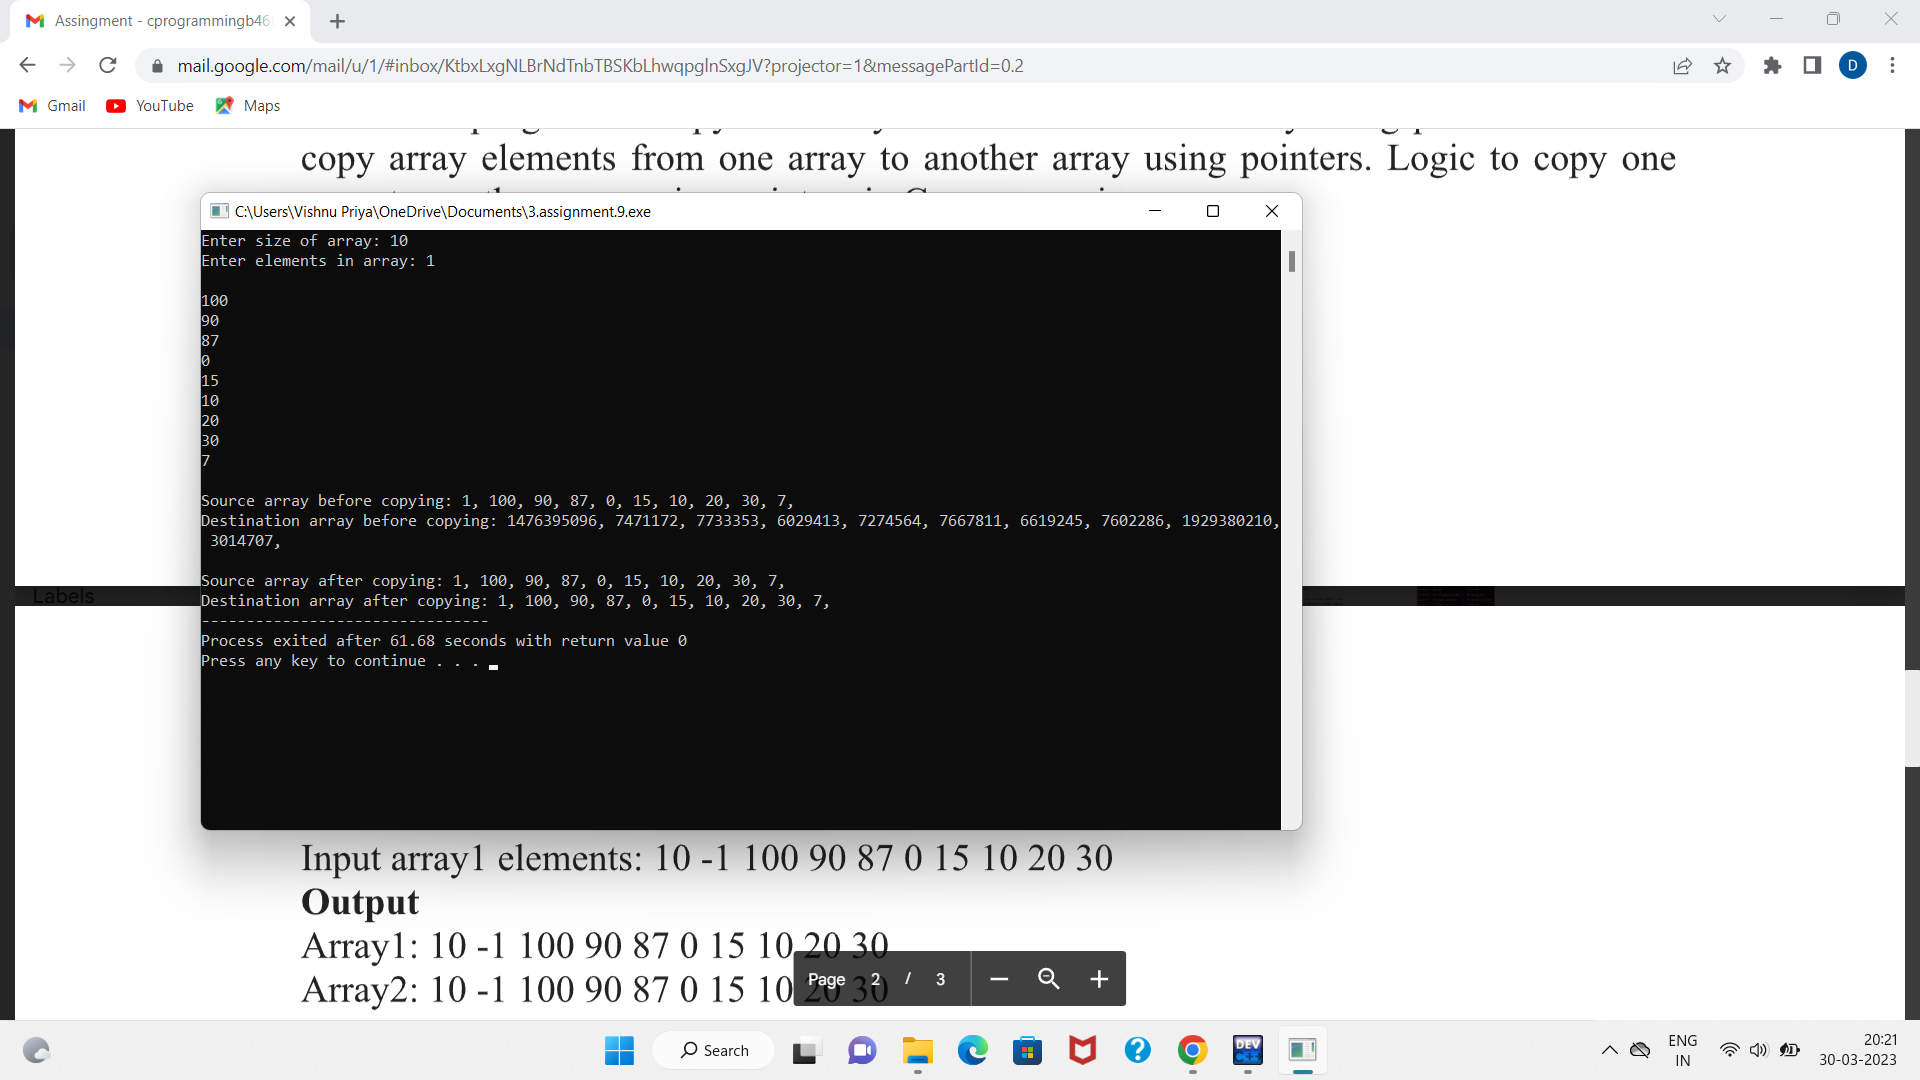 Assingment - cprogrammingb46
mail.google.com/mail/u/1/#inbox/KtbxLxgNLBrNdTnbTBSKbLhwqpglnSxgJV?projector=1&messagePartId=0.2
D
Gmail YouTube Maps
copy array elements from one array to another array using pointers. Logic to copy one
C:\Users\Vishnu Priya\OneDrive\Documents\3.assignment.9.exe
Enter size of array: 10
Enter elements in array: 1
100
90
87
0
15
10
20
30
7
Source array before copying: 1, 100, 90, 87, 0, 15, 10, 20, 30, 7,
Destination array before copying: 1476395096, 7471172, 7733353, 6029413, 7274564, 7667811, 6619245, 7602286, 1929380210,
3014707,
Source array after copying: 1, 100, 90, 87, 0, 15, 10, 20, 30, 7,
Labels
Destination array after copying: 1, 100, 90, 87, 0, 15, 10, 20, 30, 7,
--------------------------------
Process exited after 61.68 seconds with return value 0
Press any key to continue . . .
Input array1 elements: 10 -1 100 90 87 0 15 10 20 30
Output
Array1: 10 -1 100 90 87 0 15 10 20 30
Array2: 10 -1 100 90 87 0 15 10 20 30
Page 2 / 3
Search
DEV C++
ENG
IN
20:21
30-03-2023